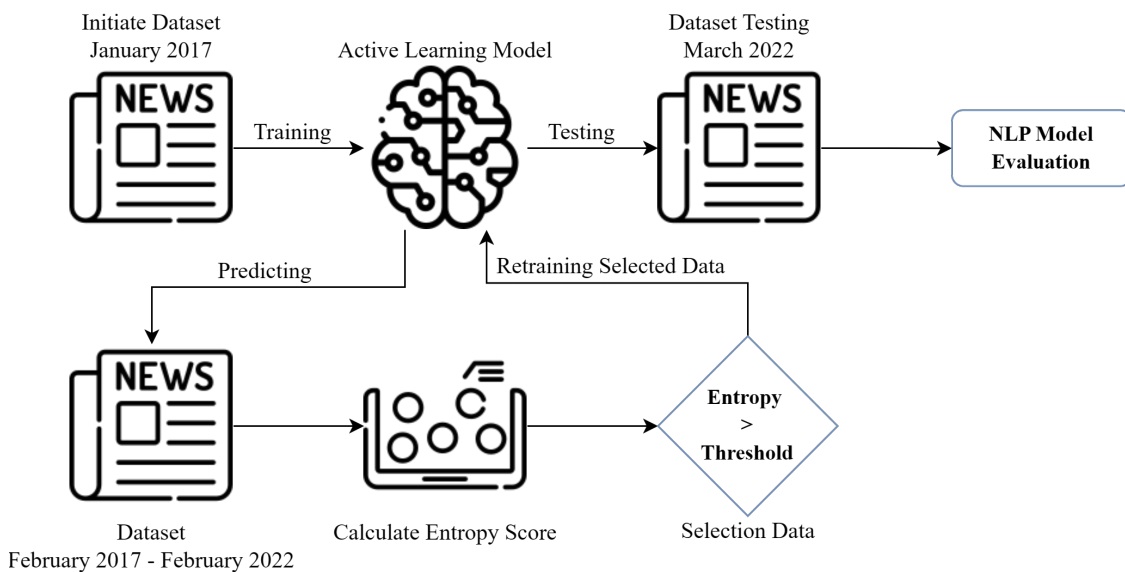 Initiate Dataset
January 2017
NEWS
Training
Active Learning Model
Testing
Dataset Testing
March 2022
NEWS
NLP Model
Evaluation
Predicting
Retraining Selected Data
NEWS
Dataset
February 2017 - February 2022
Calculate Entropy Score
Entropy
>
Threshold
Selection Data